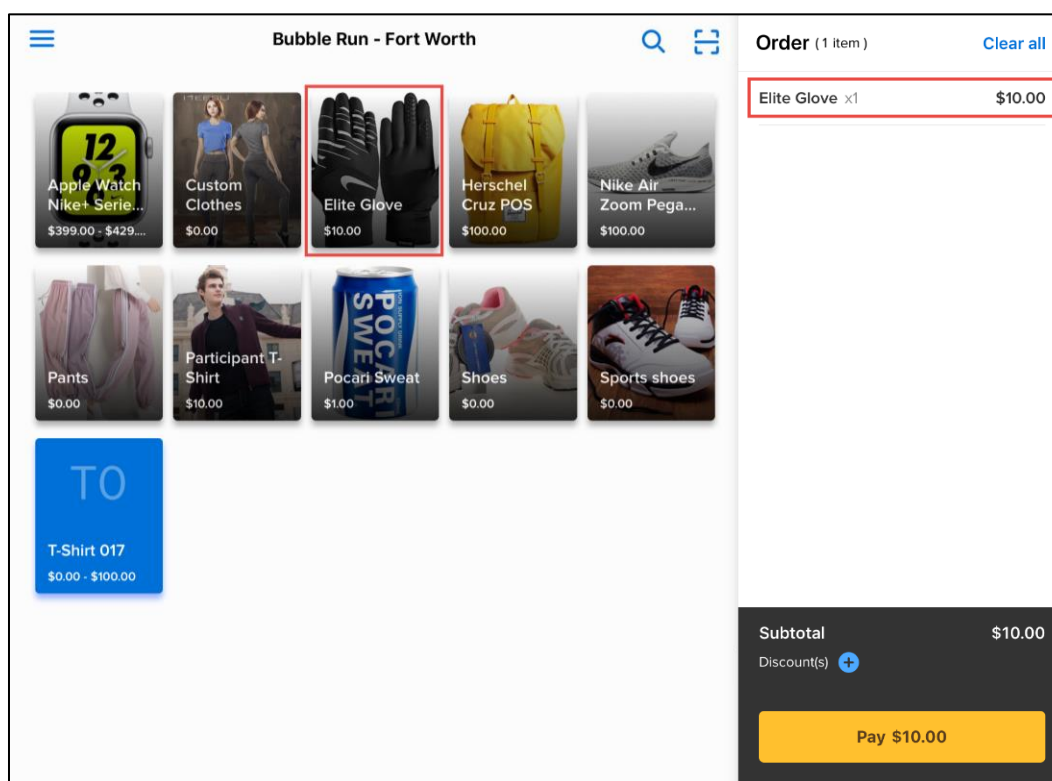 Bubble Run - Fort Worth
Apple Watch
Nike+ Serie...
$399.00 - $429....
Custom
Clothes
$0.00
Elite Glove
$10.00
Herschel
Cruz POS
$100.00
Nike Air
Zoom Pega...
$100.00
Pants
$0.00
Participant T-
Shirt
$10.00
POCARI
SWEAT
Pocari Sweat
$1.00
Shoes
$0.00
Sports shoes
$0.00
TO
T-Shirt 017
$0.00 - $100.00
Order (1 item)
Clear all
Elite Glove x1
$10.00
Subtotal
$10.00
Discount(s) +
Pay $10.00